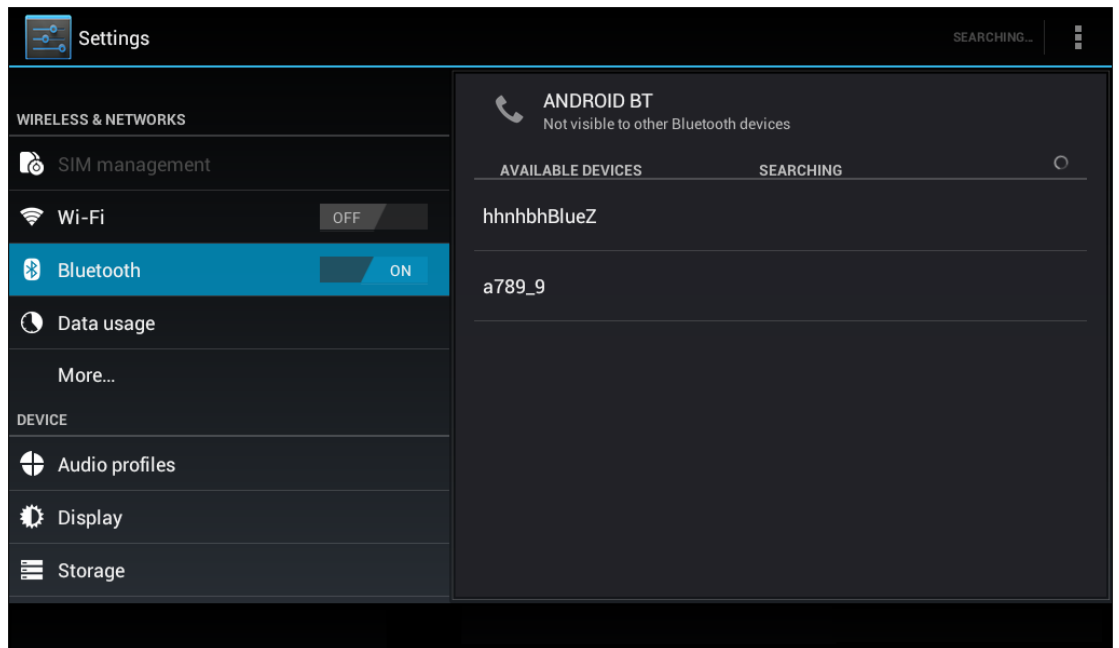 Settings
SEARCHING...
WIRELESS & NETWORKS
SIM management
Wi-Fi OFF
Bluetooth ON
Data usage
More...
DEVICE
Audio profiles
Display
Storage
ANDROID BT
Not visible to other Bluetooth devices
AVAILABLE DEVICES SEARCHING
hhnhbhBlueZ
a789_9